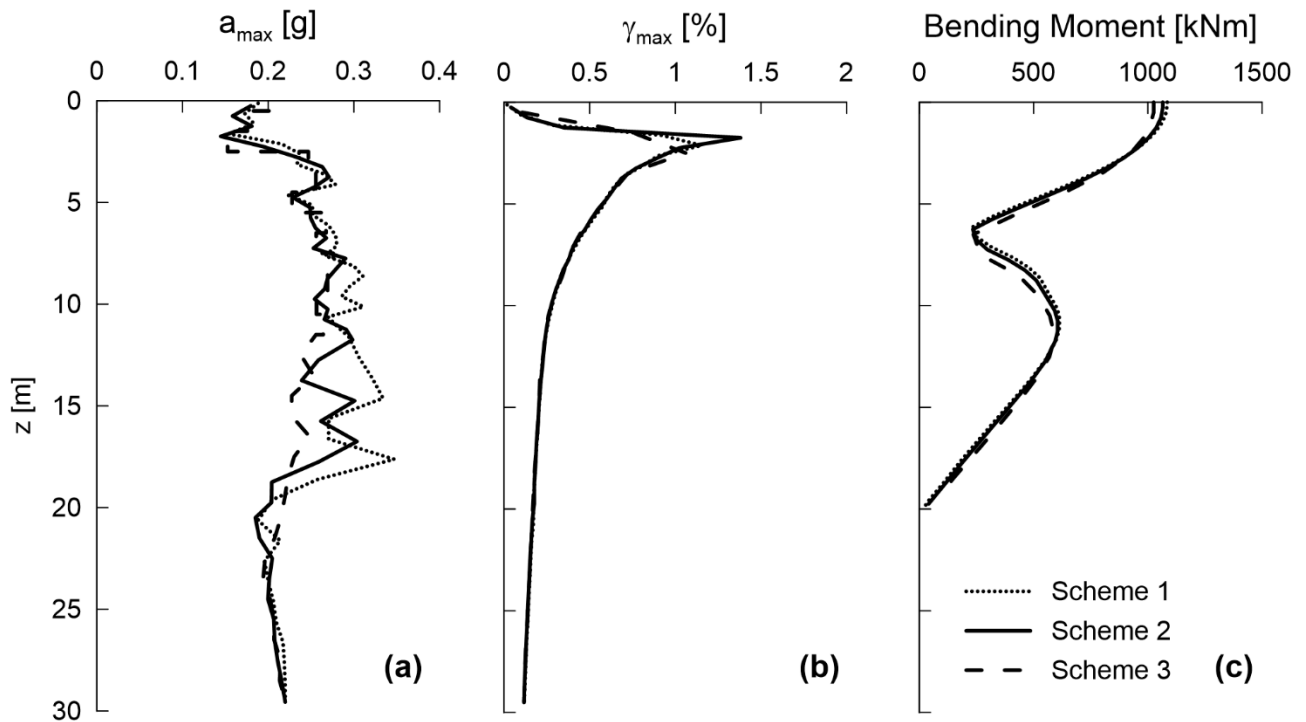 a_max [g]
0 0.1 0.2 0.3 0.4
0
5
10
15
20
25
30
z [m]
(a)
γ_max [%]
0 0.5 1 1.5 2
(b)
Bending Moment [kNm]
0 500 1000 1500
Scheme 1
Scheme 2
Scheme 3
(c)